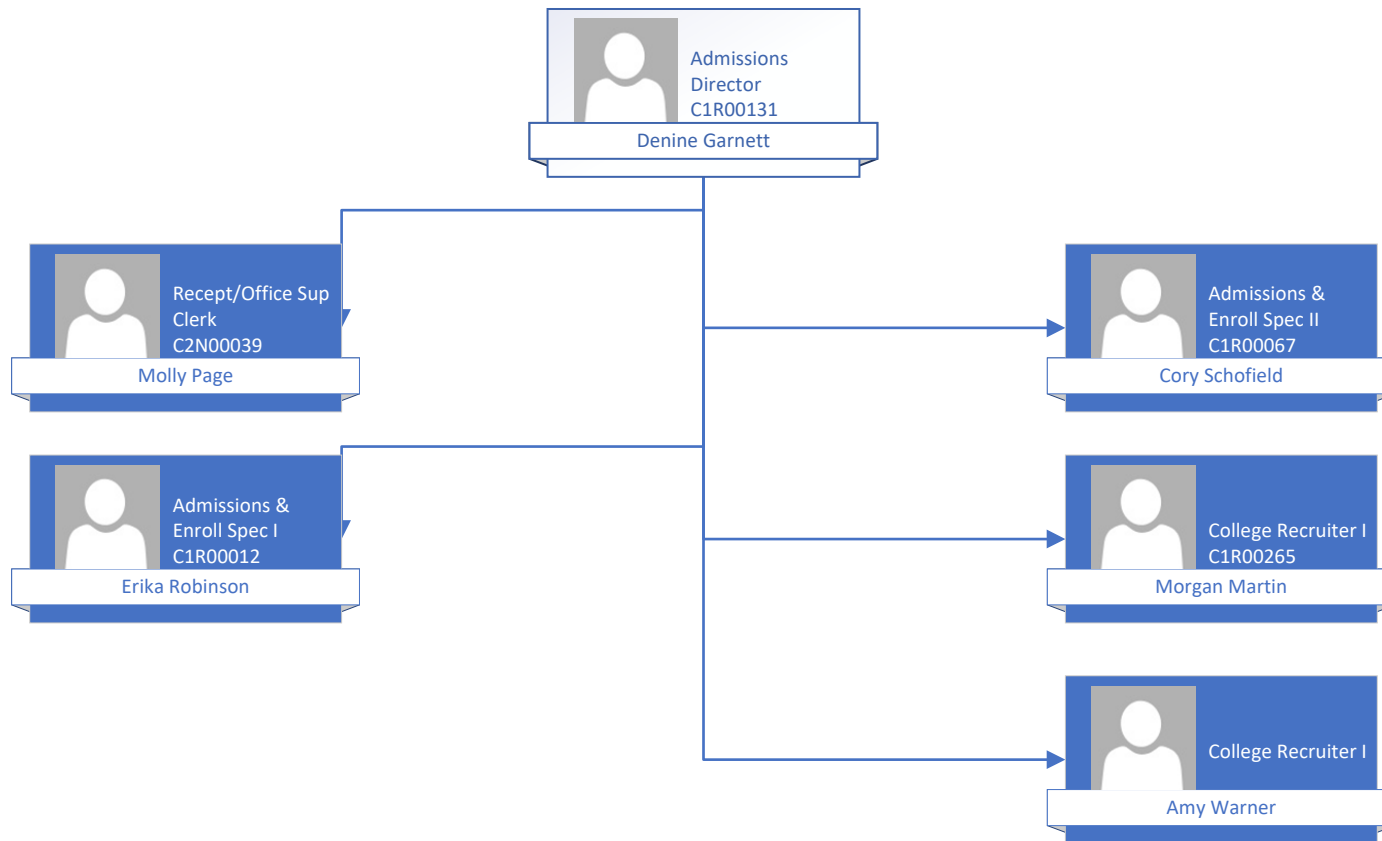 Admissions
Director
C1R00131
Denine Garnett
Recept/Office Sup
Clerk
C2N00039
Molly Page
Admissions &
Enroll Spec II
C1R00067
Cory Schofield
Admissions &
Enroll Spec I
C1R00012
Erika Robinson
College Recruiter I
C1R00265
Morgan Martin
College Recruiter I
Amy Warner